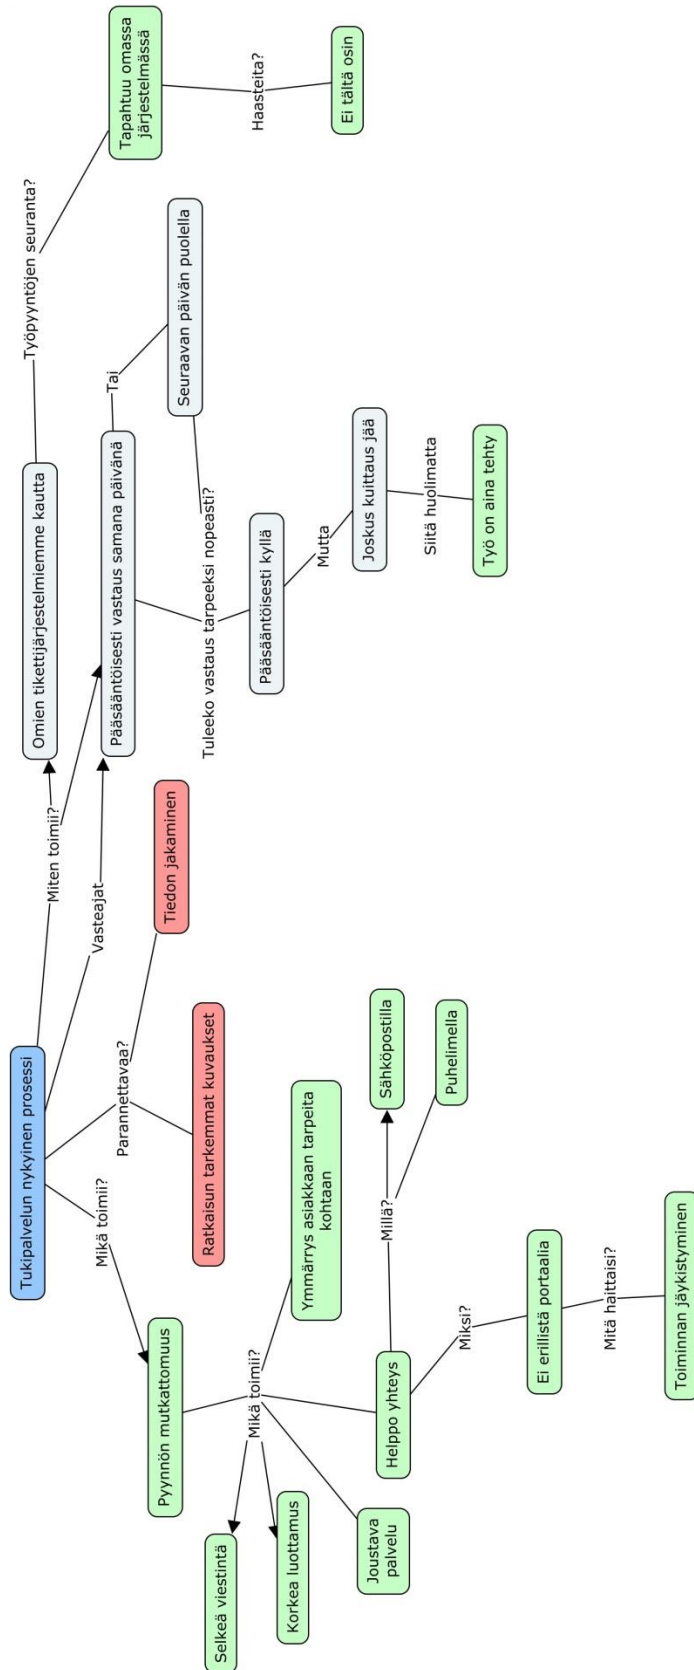 Tukipalvelun nykyinen prosessi
Mikä toimii?
Parannettavaa?
Vasteajat
Miten toimii?
Pyynnön mutkattomuus
Mikä toimii?
Selkeä viestintä
Korkea luottamus
Joustava
palvelu
Helppo yhteys
Ymmärrys asiakkaan tarpeita
kohtaan
Millä?
Sähköpostilla
Puhelimella
Miksi?
Ei erillistä portaalia
Mitä haittaisi?
Toiminnan jäykistyminen
Ratkaisun tarkemmat kuvaukset
Tiedon jakaminen
Omien tikettijärjestelmiemme kautta
Työpyyntöjen seuranta?
Tapahtuu omassa
järjestelmässä
Haasteita?
Ei tältä osin
Pääsääntöisesti vastaus samana päivänä
Tai
Seuraavan päivän puolella
Tuleeko vastaus tarpeeksi nopeasti?
Pääsääntöisesti kyllä
Mutta
Joskus kuittaus jää
Siitä huolimatta
Työ on aina tehty